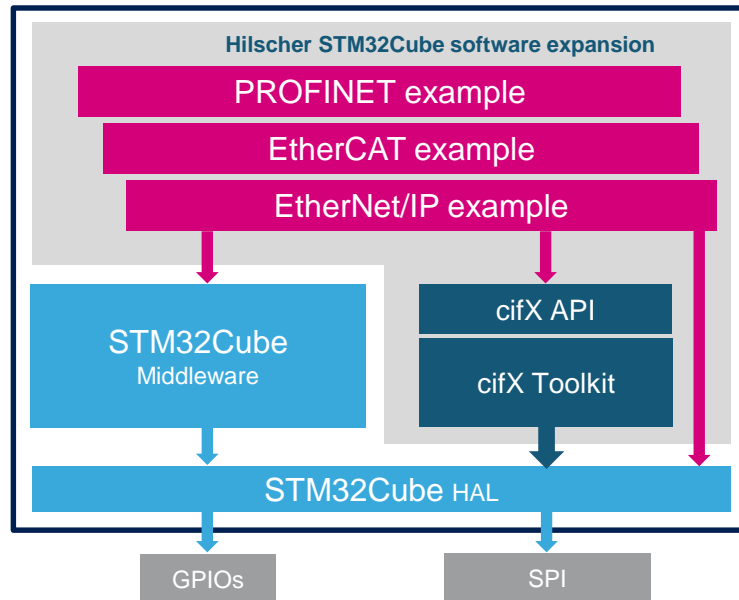 Hilscher STM32Cube software expansion
PROFINET example
EtherCAT example
EtherNet/IP example
STM32Cube
Middleware
cifX API
cifX Toolkit
STM32Cube HAL
GPIOs
SPI